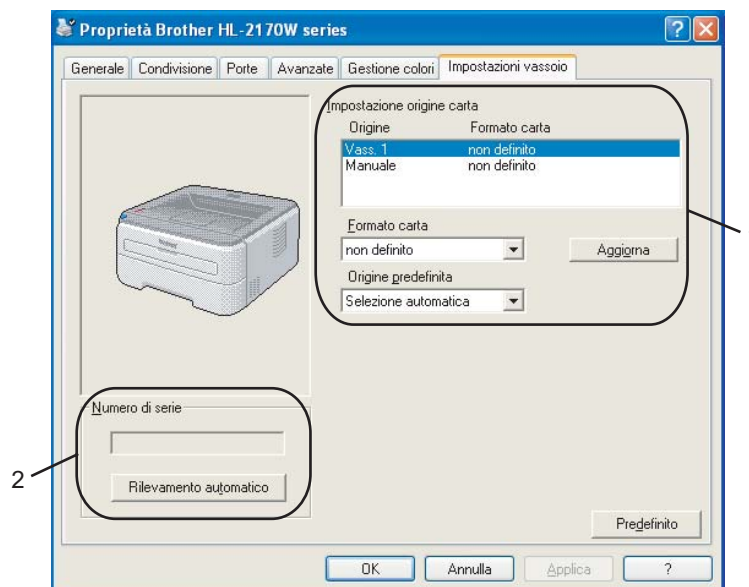 Proprietà Brother HL-2170W series
Generale Condivisione Porte Avanzate Gestione colori Impostazioni vassoio
Impostazione origine carta
Origine Formato carta
Vass. 1 non definito
Manuale non definito
Formato carta
non definito
Aggiorna
Origine predefinita
Selezione automatica
Numero di serie
2
Rilevamento automatico
Predefinito
OK Annulla Applica ?